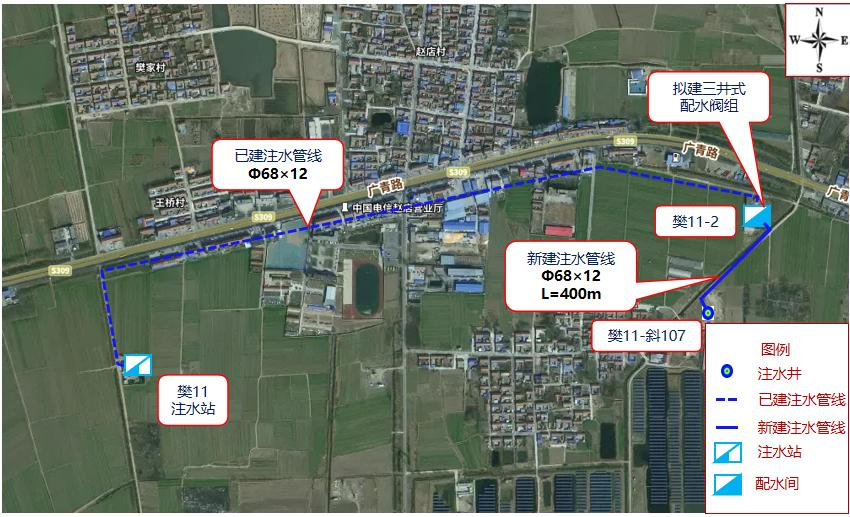 N
W E
S
樊家村
赵店村
拟建三井式
配水阀组
已建注水管线
Φ68×12
S309
广青路
广青路
广青
王桥村
中国电信赵店营业厅
S309
樊11-2
S309
新建注水管线
Φ68×12
L=400m
樊11-斜107
樊11
注水站
图例
注水井
已建注水管线
新建注水管线
注水站
配水间